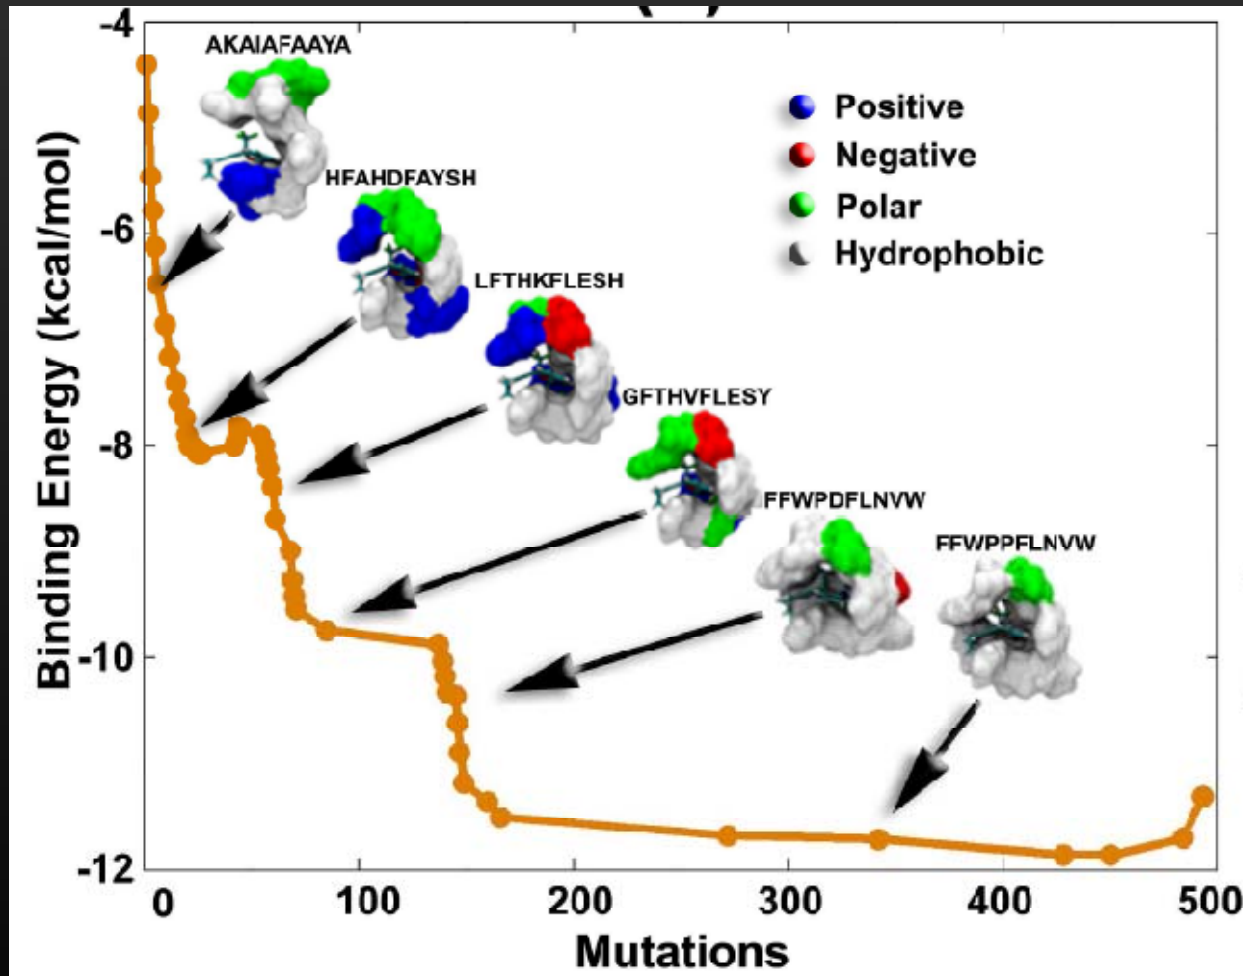 -4
AKAIAFAAYA
Positive
Negative
Polar
Hydrophobic
HFAHDFAYSH
-6
LFTHKFLESH
GFTHVFLESY
-8
FFWPDFLNVW
FFWPPFLNVW
-10
-12
Binding Energy (kcal/mol)
0 100 200 300 400 500
Mutations